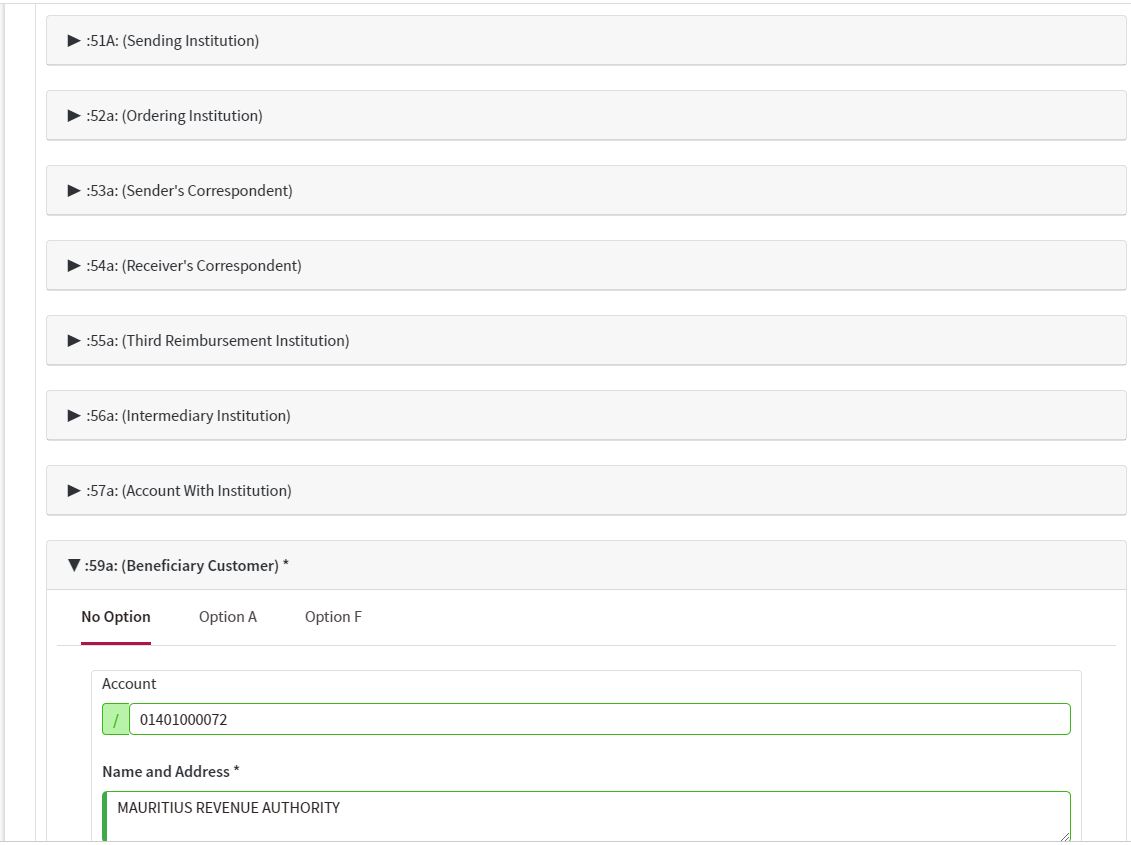 ▶ :51A: (Sending Institution)
▶ :52a: (Ordering Institution)
▶ :53a: (Sender's Correspondent)
▶ :54a: (Receiver's Correspondent)
▶ :55a: (Third Reimbursement Institution)
▶ :56a: (Intermediary Institution)
▶ :57a: (Account With Institution)
▼ :59a: (Beneficiary Customer) *
No Option Option A Option F
Account
/ 01401000072
Name and Address *
MAURITIUS REVENUE AUTHORITY